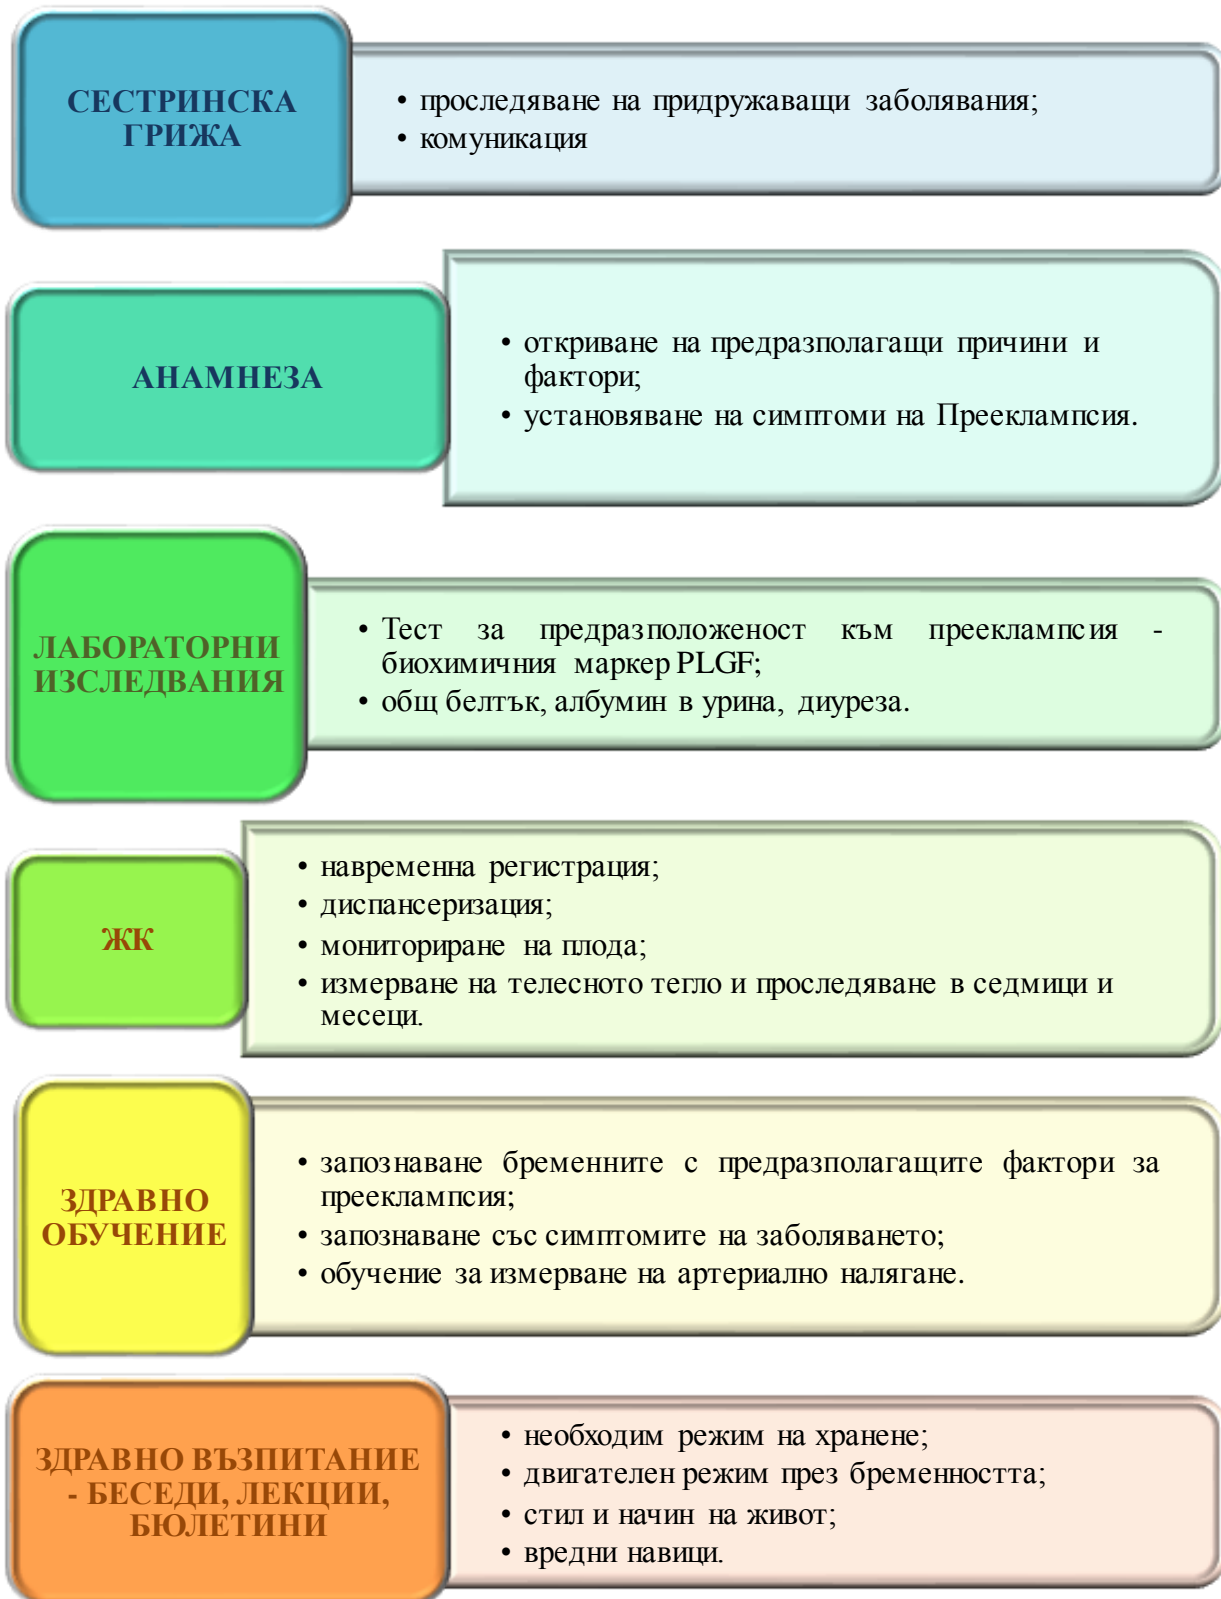 СЕСТРИНСКА
ГРИЖА
• проследяване на придружаващи заболявания;
• комуникация
АНАМНЕЗА
• откриване на предразполагащи причини и
фактори;
• установяване на симптоми на Прееклампсия.
ЛАБОРАТОРНИ
ИЗСЛЕДВАНИЯ
• Тест за предразположеност към прееклампсия -
биохимичния маркер PLGF;
• общ белтък, албумин в урина, диуреза.
ЖК
• навременна регистрация;
• диспансеризация;
• мониториране на плода;
• измерване на телесното тегло и проследяване в седмици и
месеци.
ЗДРАВНО
ОБУЧЕНИЕ
• запознаване бременните с предразполагащите фактори за
прееклампсия;
• запознаване със симптомите на заболяването;
• обучение за измерване на артериално налягане.
ЗДРАВНО ВЪЗПИТАНИЕ
- БЕСЕДИ, ЛЕКЦИИ,
БЮЛЕТИНИ
• необходим режим на хранене;
• двигателен режим през бременността;
• стил и начин на живот;
• вредни навици.